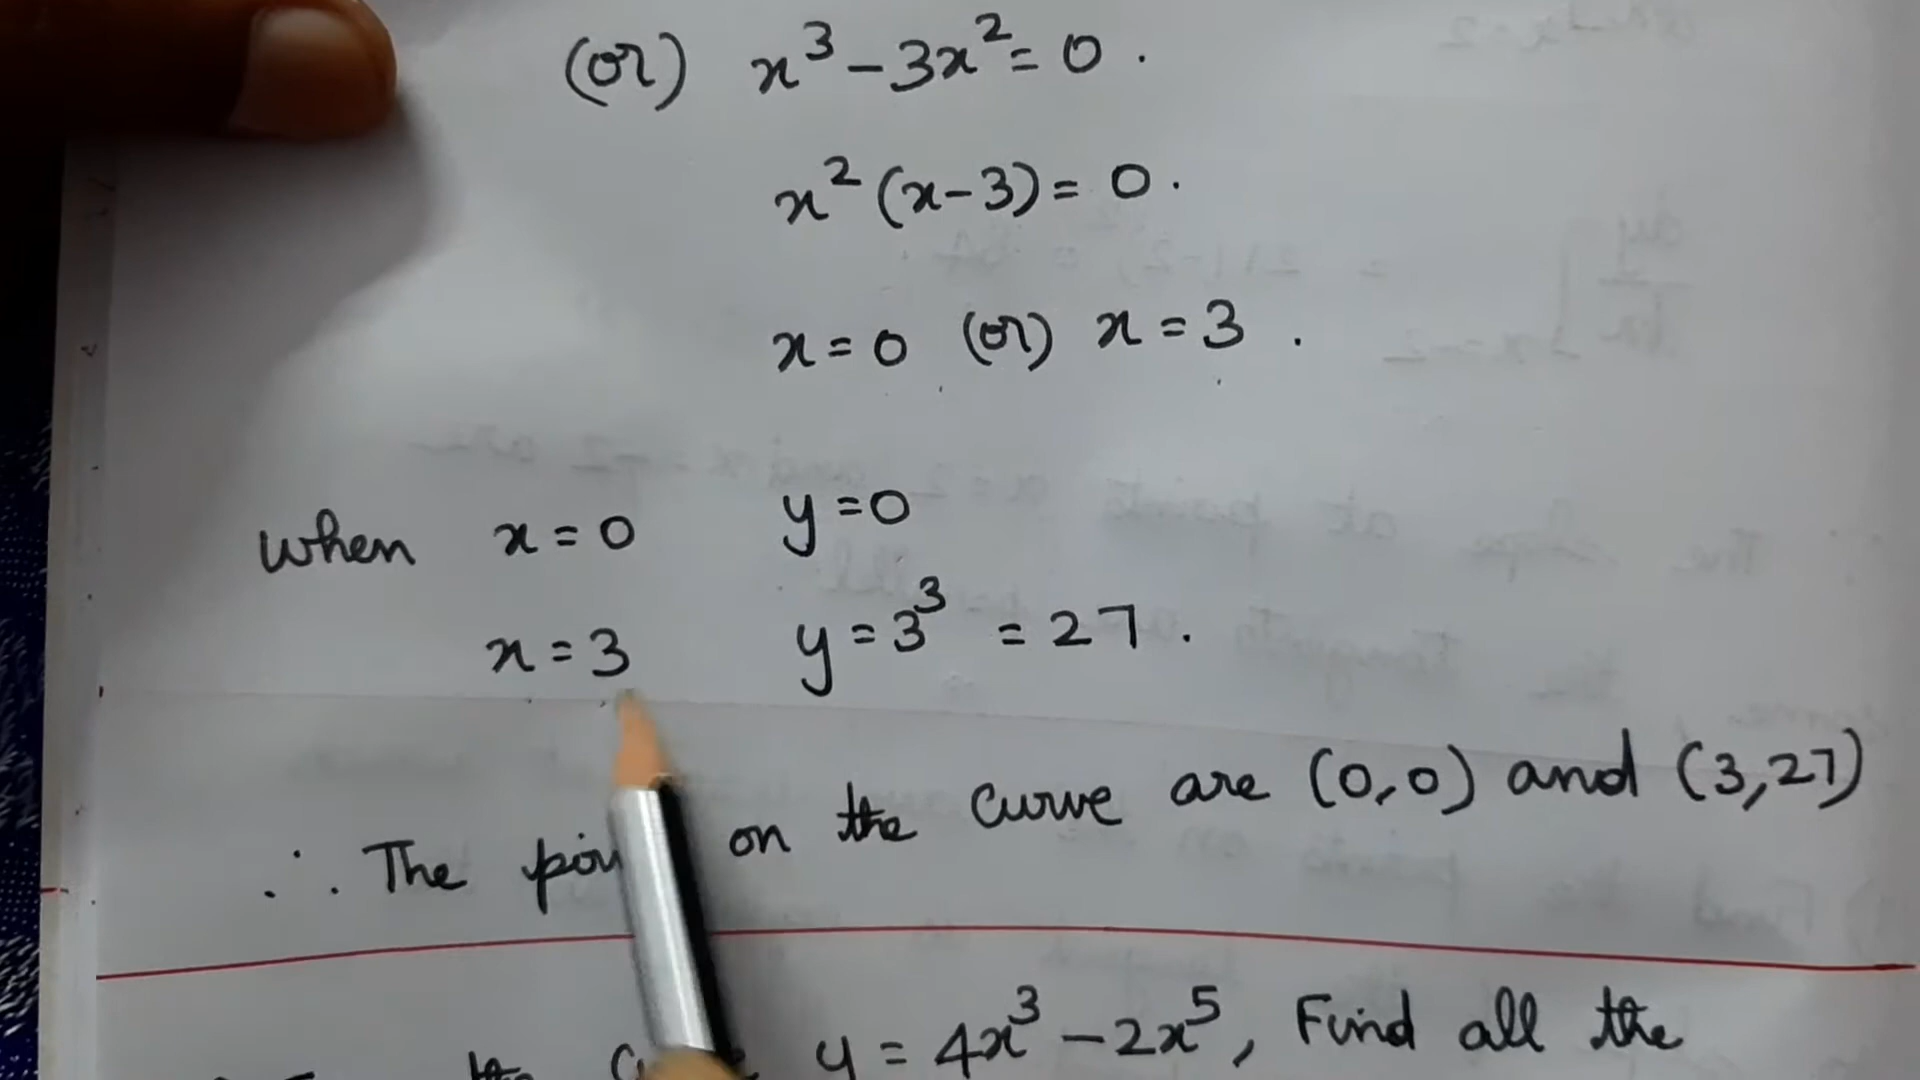 (or) x³ - 3x² = 0 .
x² (x-3) = 0 .
x = 0 (or) x = 3 .
when x = 0 y = 0
x = 3 y = 3³ = 27 .
∴ The on the curve are (0,0) and (3,27)
y = 4x³ - 2x⁵, Find all the